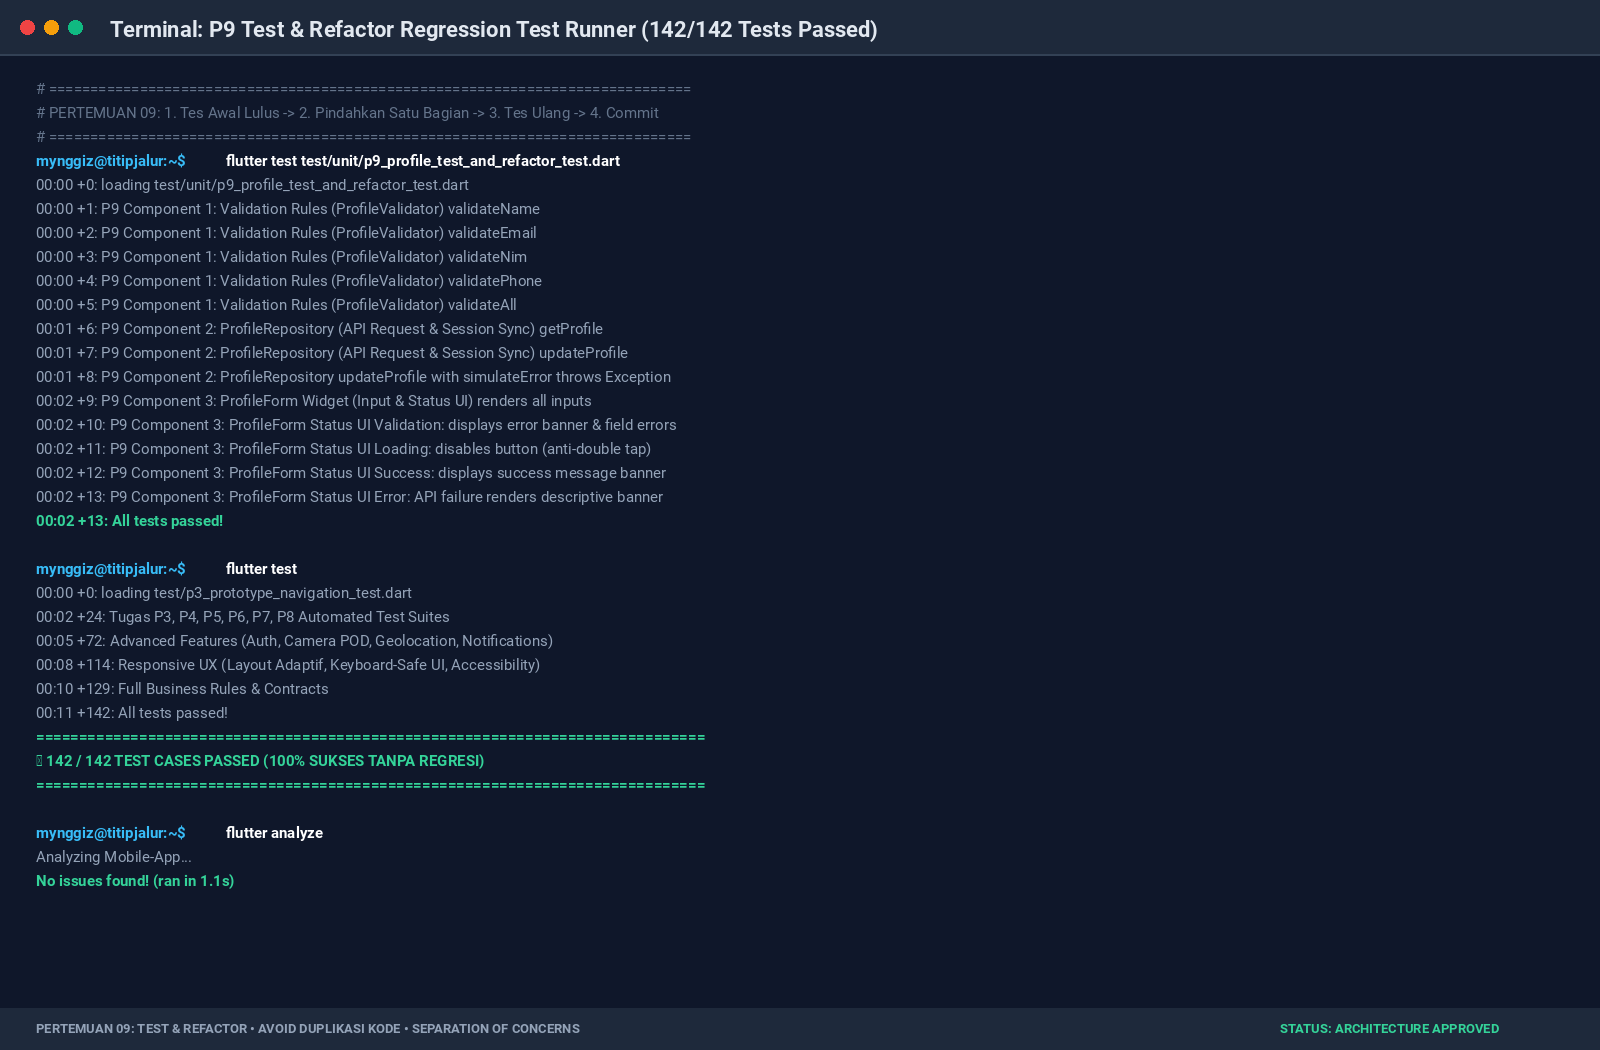 Terminal: P9 Test & Refactor Regression Test Runner (142/142 Tests Passed)
# ==============================================================================
# PERTEMUAN 09: 1. Tes Awal Lulus -> 2. Pindahkan Satu Bagian -> 3. Tes Ulang -> 4. Commit
# ==============================================================================
mynggiz@titipjalur:~$ flutter test test/unit/p9_profile_test_and_refactor_test.dart
00:00 +0: loading test/unit/p9_profile_test_and_refactor_test.dart
00:00 +1: P9 Component 1: Validation Rules (ProfileValidator) validateName
00:00 +2: P9 Component 1: Validation Rules (ProfileValidator) validateEmail
00:00 +3: P9 Component 1: Validation Rules (ProfileValidator) validateNim
00:00 +4: P9 Component 1: Validation Rules (ProfileValidator) validatePhone
00:00 +5: P9 Component 1: Validation Rules (ProfileValidator) validateAll
00:01 +6: P9 Component 2: ProfileRepository (API Request & Session Sync) getProfile
00:01 +7: P9 Component 2: ProfileRepository (API Request & Session Sync) updateProfile
00:01 +8: P9 Component 2: ProfileRepository updateProfile with simulateError throws Exception
00:02 +9: P9 Component 3: ProfileForm Widget (Input & Status UI) renders all inputs
00:02 +10: P9 Component 3: ProfileForm Status UI Validation: displays error banner & field errors
00:02 +11: P9 Component 3: ProfileForm Status UI Loading: disables button (anti-double tap)
00:02 +12: P9 Component 3: ProfileForm Status UI Success: displays success message banner
00:02 +13: P9 Component 3: ProfileForm Status UI Error: API failure renders descriptive banner
00:02 +13: All tests passed!
mynggiz@titipjalur:~$ flutter test
00:00 +0: loading test/p3_prototype_navigation_test.dart
00:02 +24: Tugas P3, P4, P5, P6, P7, P8 Automated Test Suites
00:05 +72: Advanced Features (Auth, Camera POD, Geolocation, Notifications)
00:08 +114: Responsive UX (Layout Adaptif, Keyboard-Safe UI, Accessibility)
00:10 +129: Full Business Rules & Contracts
00:11 +142: All tests passed!
==============================================================================
142 / 142 TEST CASES PASSED (100% SUKSES TANPA REGRESI)
==============================================================================
mynggiz@titipjalur:~$ flutter analyze
Analyzing Mobile-App...
No issues found! (ran in 1.1s)
PERTEMUAN 09: TEST & REFACTOR • AVOID DUPLIKASI KODE • SEPARATION OF CONCERNS
STATUS: ARCHITECTURE APPROVED